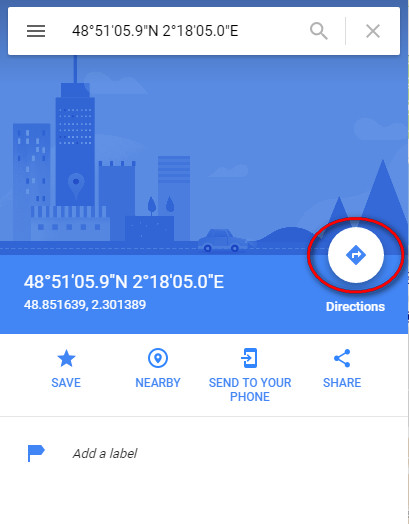 48°51'05.9"N 2°18'05.0"E
48°51'05.9"N 2°18'05.0"E
48.851639, 2.301389
Directions
SAVE
NEARBY
SEND TO YOUR
PHONE
SHARE
Add a label